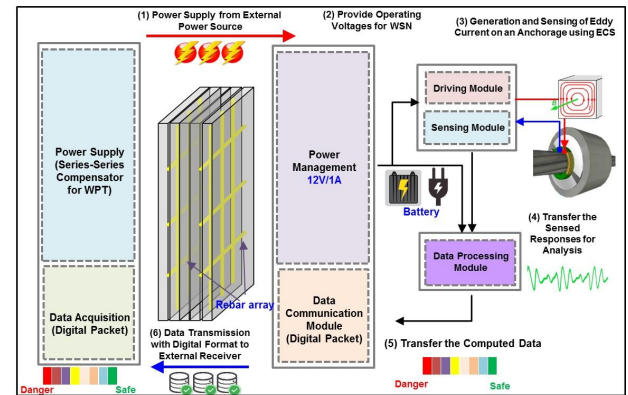 (1) Power Supply from External
Power Source
(2) Provide Operating
Voltages for WSN
(3) Generation and Sensing of Eddy
Current on an Anchorage using ECS
Power Supply
(Series-Series
Compensator
for WPT)
Data Acquisition
(Digital Packet)
Rebar array
Power
Management
12V/1A
Data
Communication
Module
(Digital Packet)
Driving Module
Sensing Module
Battery
Data Processing
Module
(4) Transfer the
Sensed
Responses for
Analysis
(5) Transfer the Computed Data
(6) Data Transmission
with Digital Format to
External Receiver
Danger
Safe
Danger
Safe